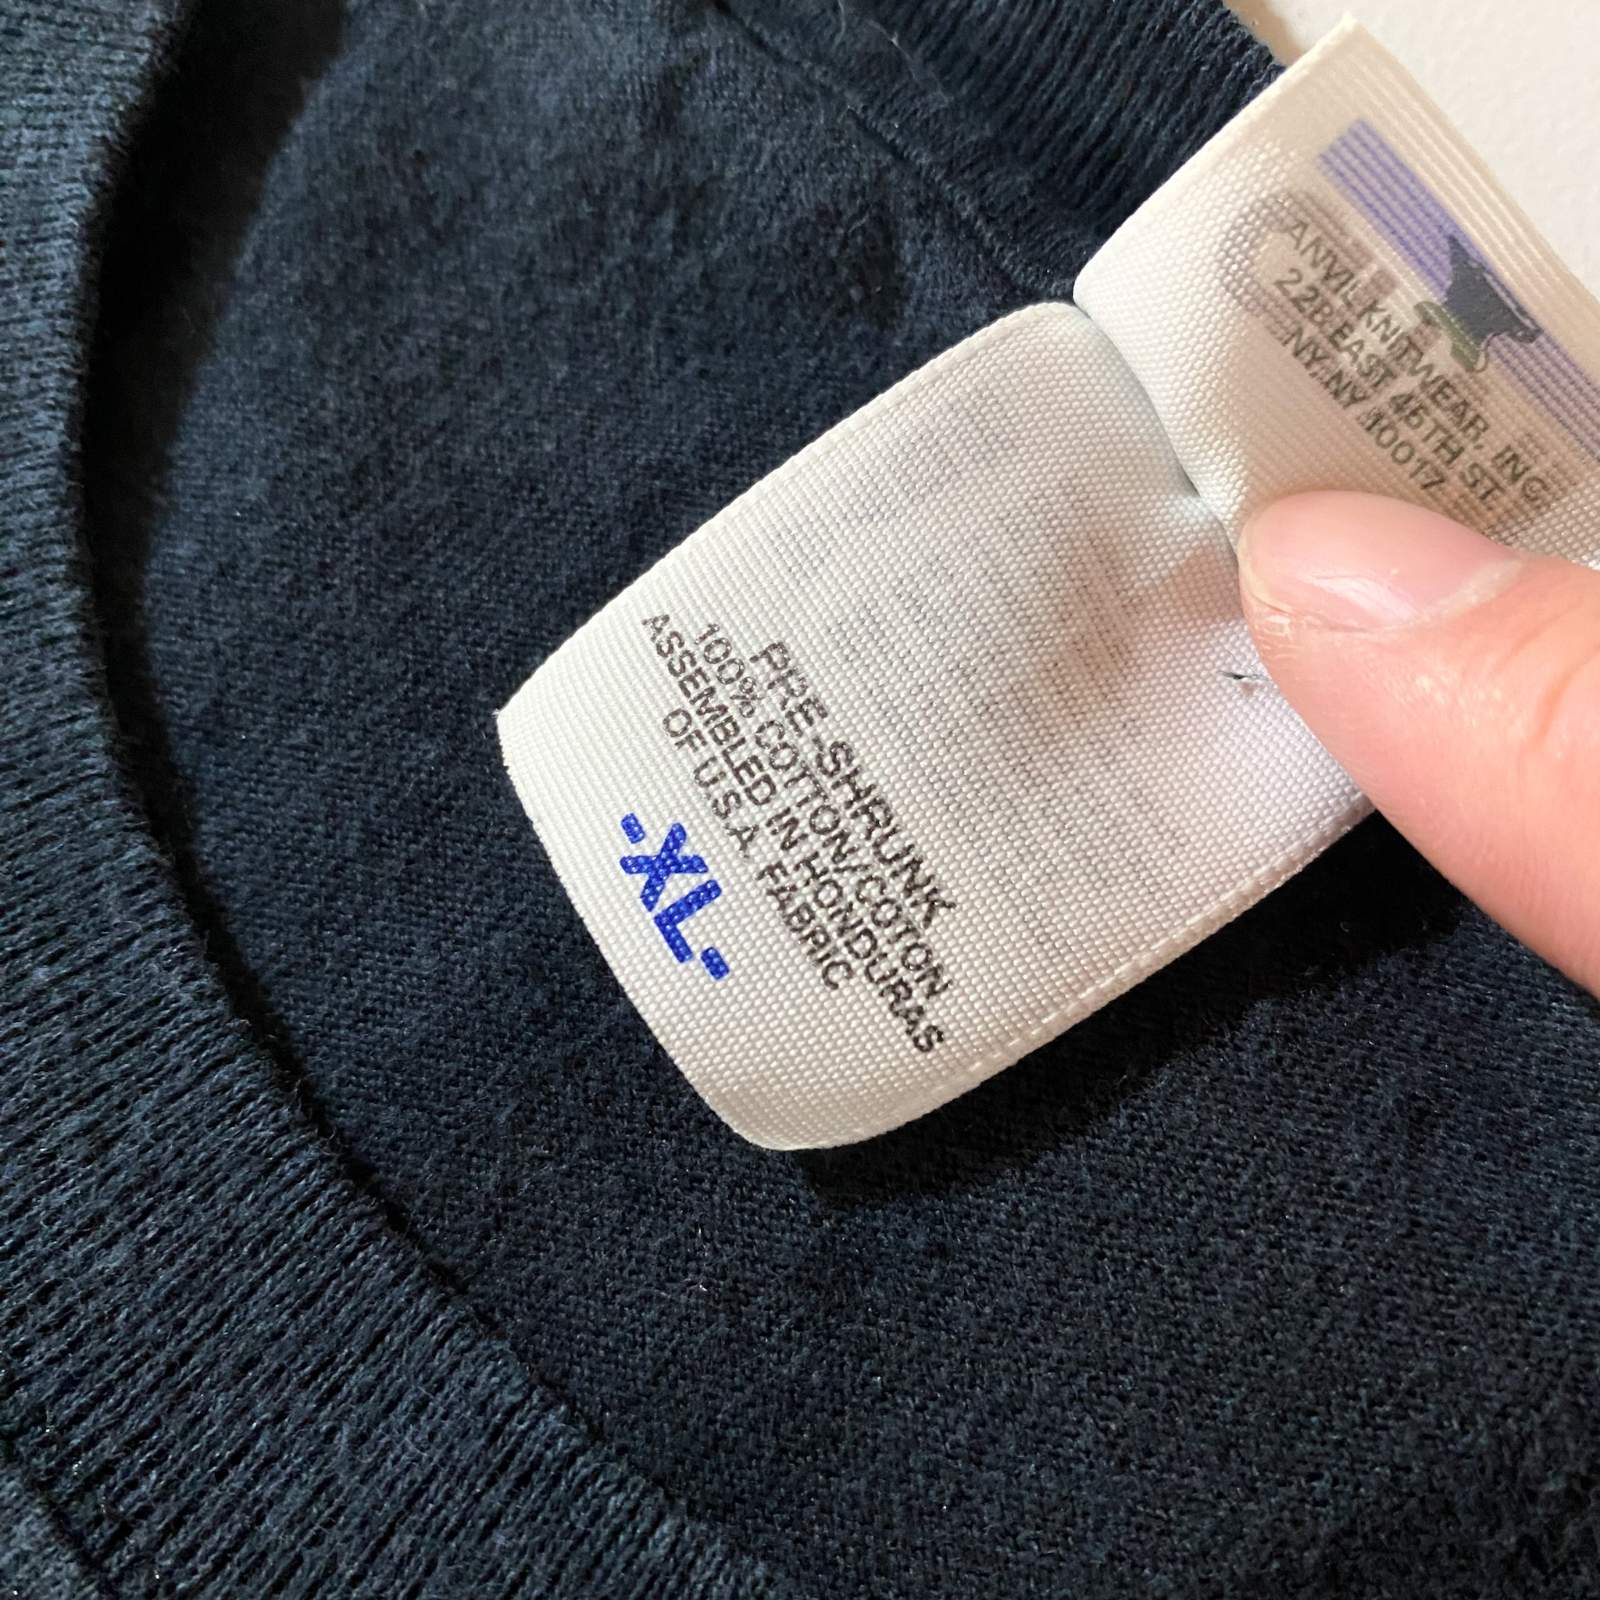 ANVIL KNITWEAR, INC.
228 EAST 45TH ST.
NY, NY 10017
PRE-SHRUNK
100% COTTON/COTON
ASSEMBLED IN HONDURAS
OF U.S.A. FABRIC
-XL-